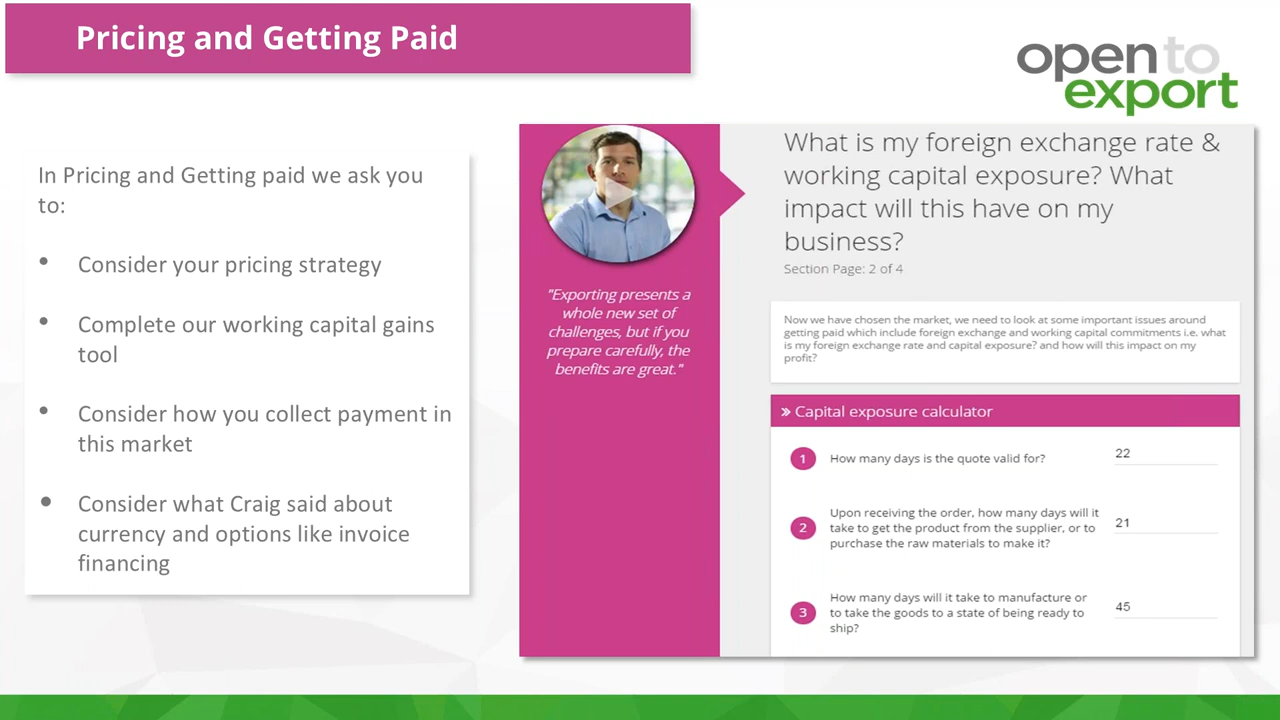 Pricing and Getting Paid
open to
export
In Pricing and Getting paid we ask you
to:
• Consider your pricing strategy
• Complete our working capital gains
tool
• Consider how you collect payment in
this market
• Consider what Craig said about
currency and options like invoice
financing
"Exporting presents a
whole new set of
challenges, but if you
prepare carefully, the
benefits are great."
What is my foreign exchange rate &
working capital exposure? What
impact will this have on my
business?
Section Page: 2 of 4
Now we have chosen the market, we need to look at some important issues around
getting paid which include foreign exchange and working capital commitments i.e. what
is my foreign exchange rate and capital exposure? and how will this impact on my
profit?
» Capital exposure calculator
1 How many days is the quote valid for? 22
Upon receiving the order, how many days will it
2 take to get the product from the supplier, or to 21
purchase the raw materials to make it?
How many days will it take to manufacture or
3 to take the goods to a state of being ready to 45
ship?